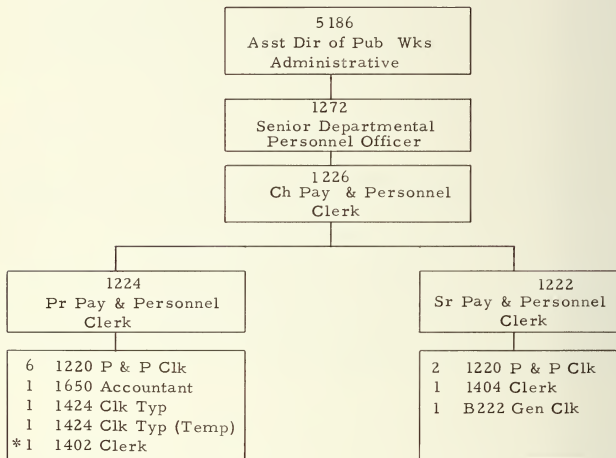 5186
Asst Dir of Pub Wks
Administrative
1272
Senior Departmental
Personnel Officer
1226
Ch Pay & Personnel
Clerk
1224
Pr Pay & Personnel
Clerk
1222
Sr Pay & Personnel
Clerk
6 1220 P & P Clk
1 1650 Accountant
1 1424 Clk Typ
1 1424 Clk Typ (Temp)
*1 1402 Clerk
2 1220 P & P Clk
1 1404 Clerk
1 B222 Gen Clk